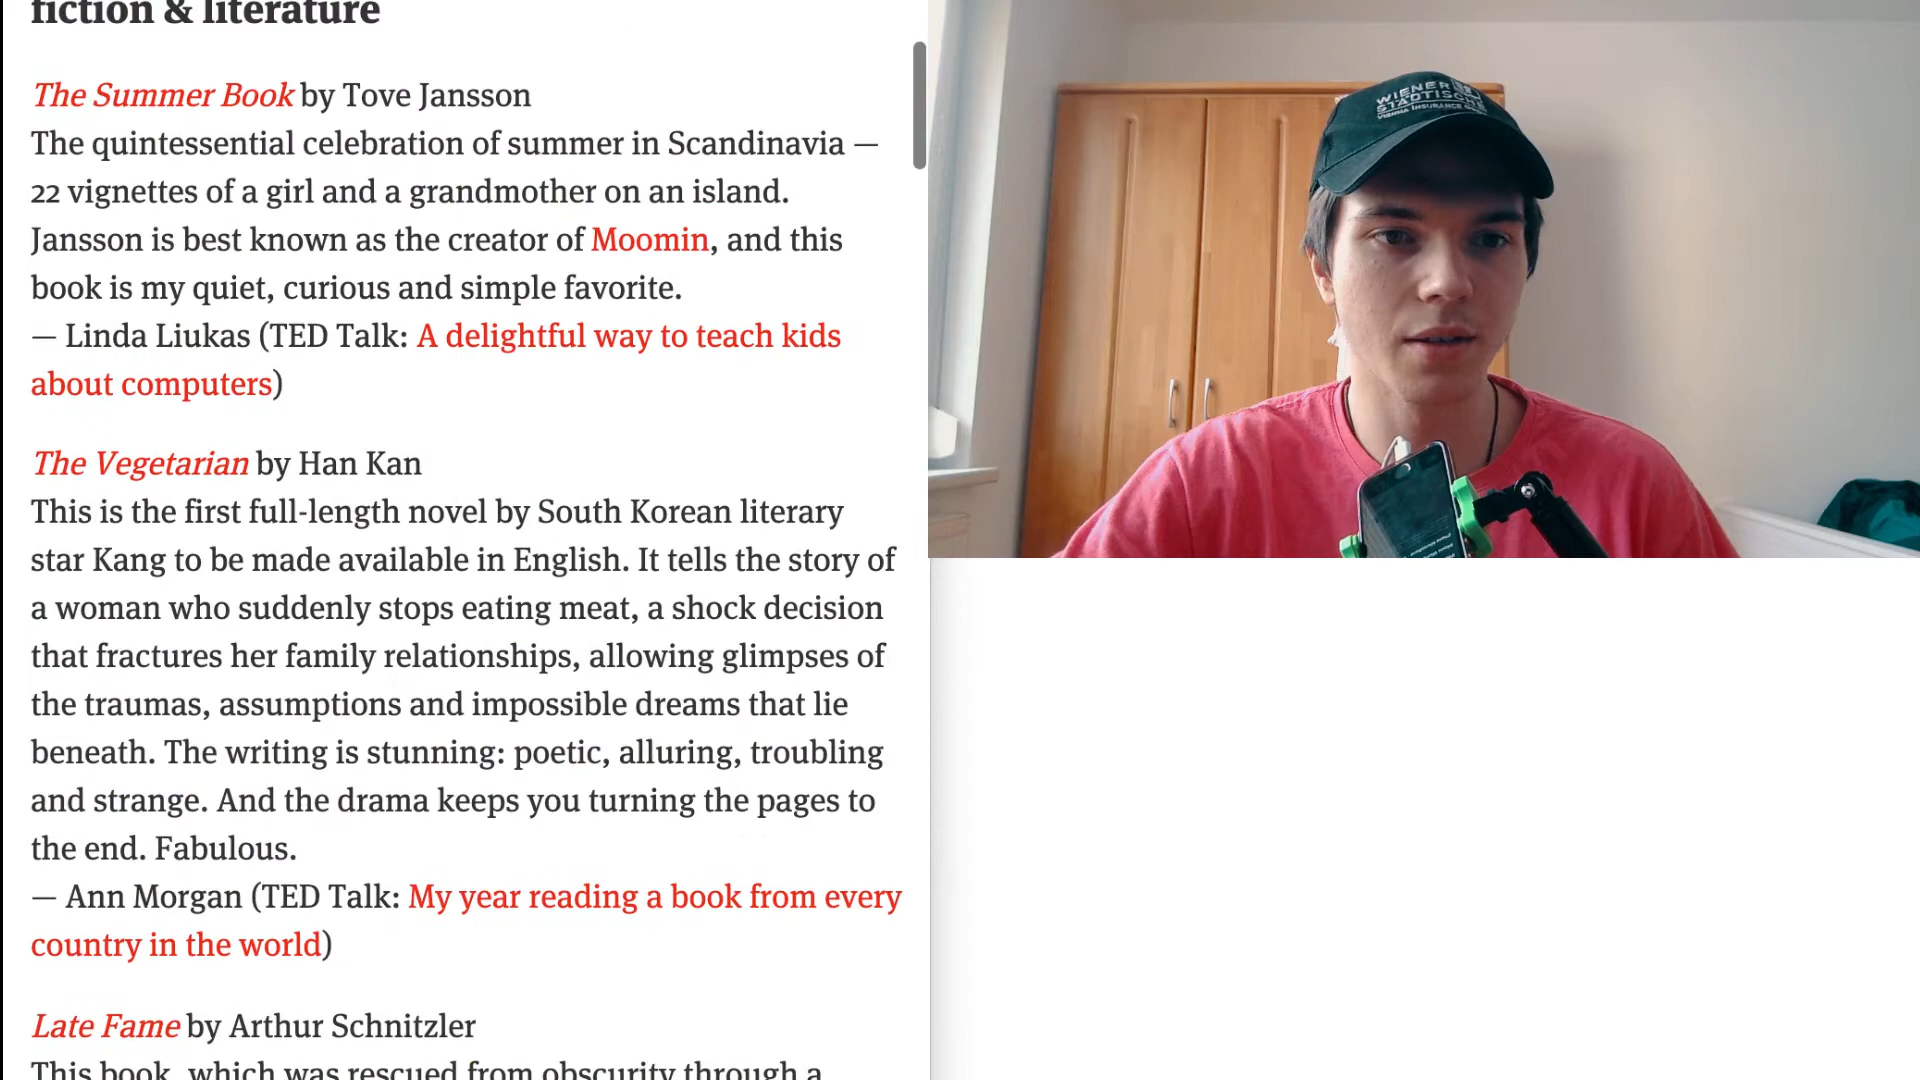 fiction & literature
The Summer Book by Tove Jansson
The quintessential celebration of summer in Scandinavia —
22 vignettes of a girl and a grandmother on an island.
Jansson is best known as the creator of Moomin, and this
book is my quiet, curious and simple favorite.
— Linda Liukas (TED Talk: A delightful way to teach kids
about computers)
The Vegetarian by Han Kan
This is the first full-length novel by South Korean literary
star Kang to be made available in English. It tells the story of
a woman who suddenly stops eating meat, a shock decision
that fractures her family relationships, allowing glimpses of
the traumas, assumptions and impossible dreams that lie
beneath. The writing is stunning: poetic, alluring, troubling
and strange. And the drama keeps you turning the pages to
the end. Fabulous.
— Ann Morgan (TED Talk: My year reading a book from every
country in the world)
Late Fame by Arthur Schnitzler
This book, which was rescued from obscurity through a
WIENER
STÄDTISCHE
VIENNA INSURANCE